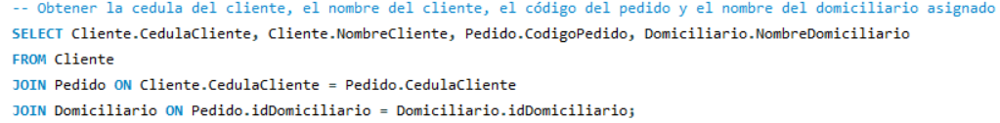 -- Obtener la cedula del cliente, el nombre del cliente, el código del pedido y el nombre del domiciliario asignado
SELECT Cliente.CedulaCliente, Cliente.NombreCliente, Pedido.CodigoPedido, Domiciliario.NombreDomiciliario
FROM Cliente
JOIN Pedido ON Cliente.CedulaCliente = Pedido.CedulaCliente
JOIN Domiciliario ON Pedido.idDomiciliario = Domiciliario.idDomiciliario;